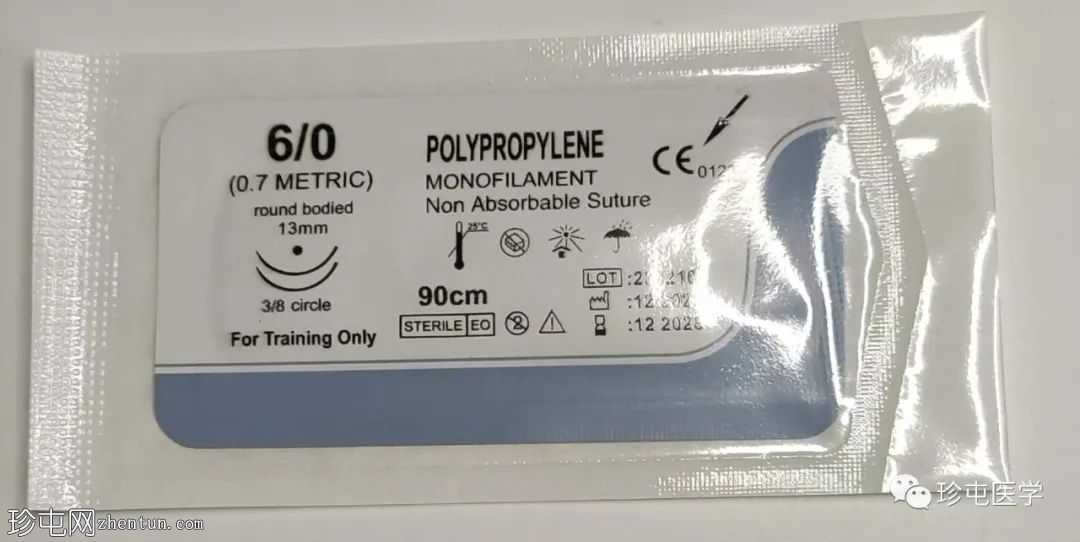 6/0
(0.7 METRIC)
round bodied
13mm
3/8 circle
For Training Only
POLYPROPYLENE
MONOFILAMENT
Non Absorbable Suture
CE
25°C
90cm
STERILE EO
LOT
:12
:12
珍屯网zhentun.com
珍屯医学